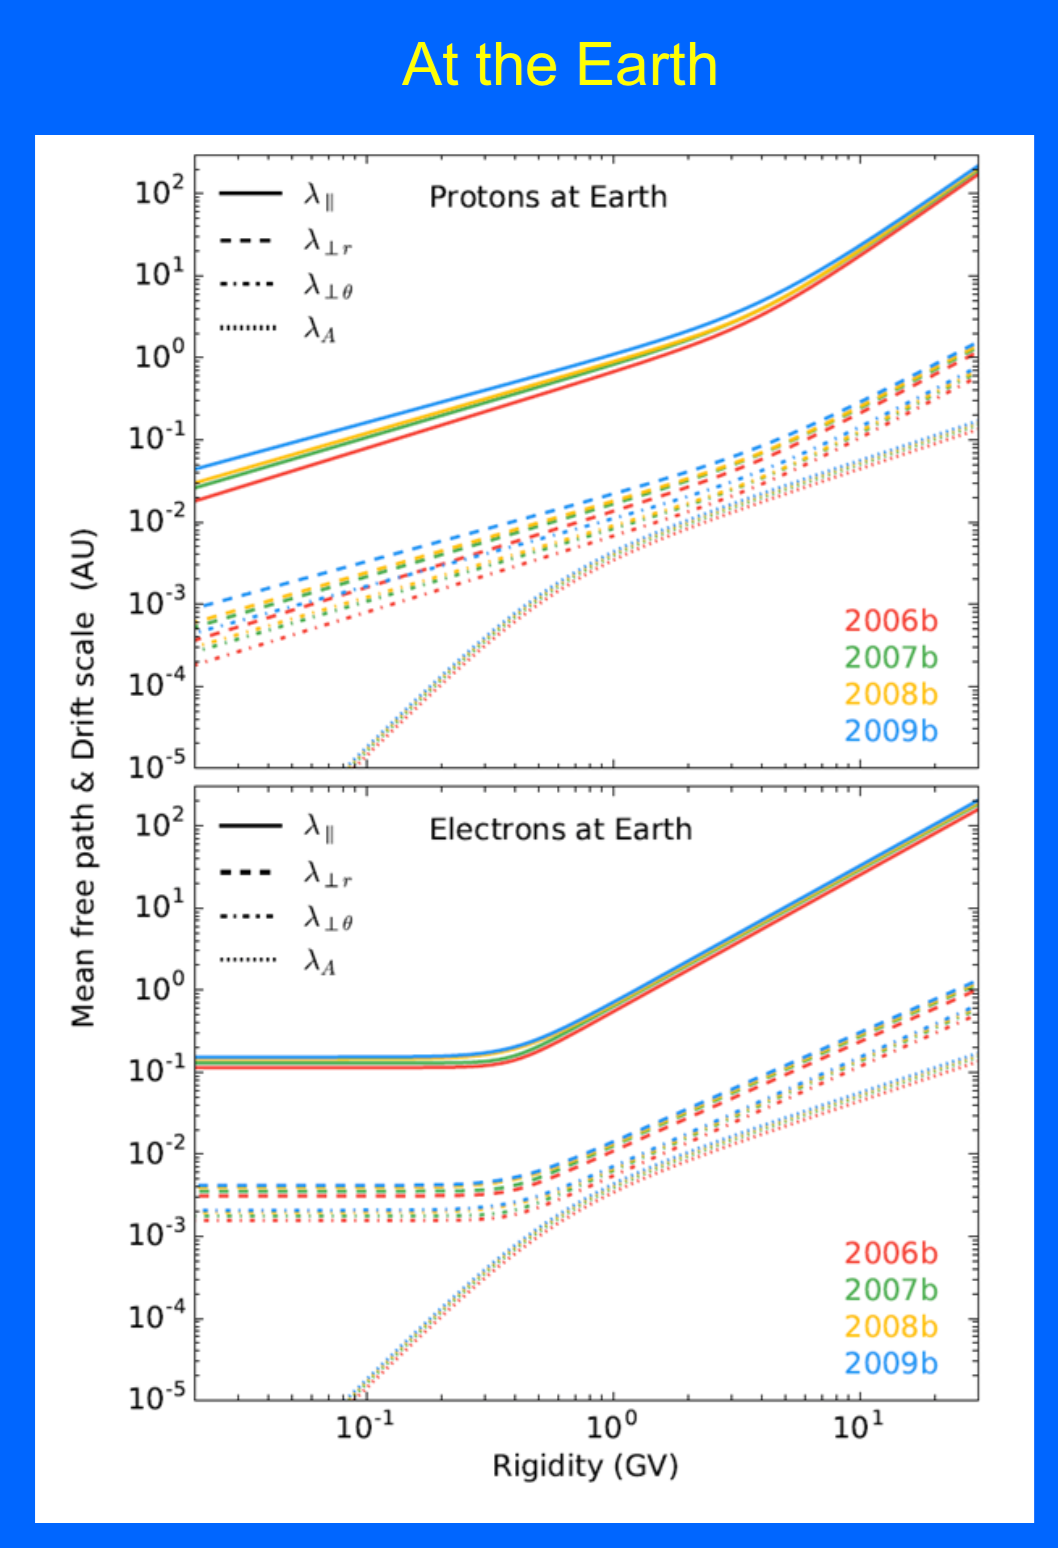 At the Earth
Mean free path & Drift scale (AU)
Protons at Earth
λ∥
λ⊥r
λ⊥θ
λA
10²
10¹
10⁰
10⁻¹
10⁻²
10⁻³
10⁻⁴
10⁻⁵
2006b
2007b
2008b
2009b
Electrons at Earth
λ∥
λ⊥r
λ⊥θ
λA
10²
10¹
10⁰
10⁻¹
10⁻²
10⁻³
10⁻⁴
10⁻⁵
2006b
2007b
2008b
2009b
10⁻¹ 10⁰ 10¹
Rigidity (GV)